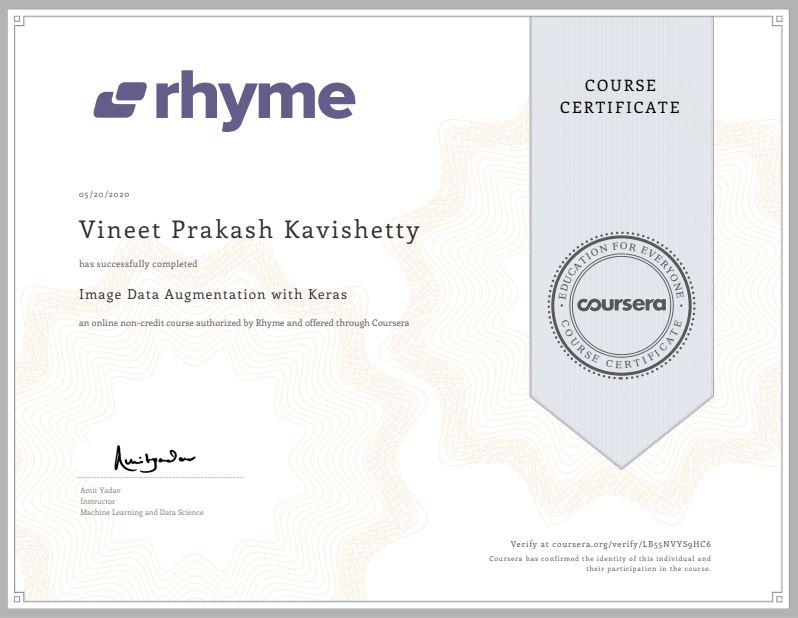 rhyme
COURSE
CERTIFICATE
05/20/2020
Vineet Prakash Kavishetty
has successfully completed
Image Data Augmentation with Keras
an online non-credit course authorized by Rhyme and offered through Coursera
EDUCATION FOR EVERYONE
coursera
COURSE CERTIFICATE
Amit Yadav
Instructor
Machine Learning and Data Science
Verify at coursera.org/verify/LB55NVYS9HC6
Coursera has confirmed the identity of this individual and
their participation in the course.